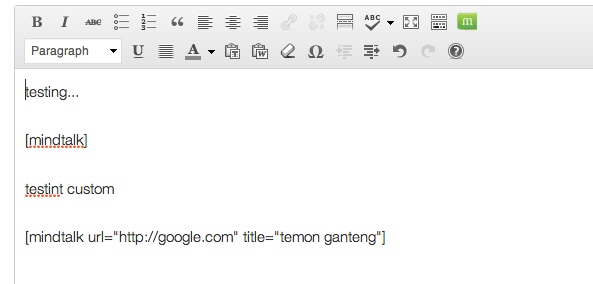 B I ABC ABC m
Paragraph U A T W Ω ?
testing...
[mindtalk]
testint custom
[mindtalk url="http://google.com" title="temon ganteng"]